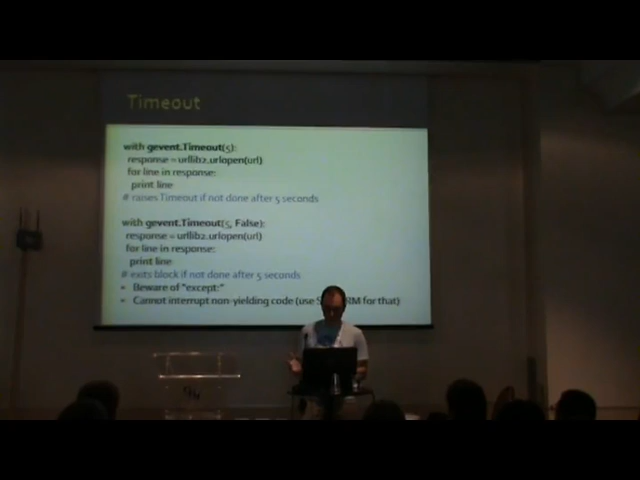 Timeout
with gevent.Timeout(5):
response = urllib2.urlopen(url)
for line in response:
print line
# raises Timeout if not done after 5 seconds
with gevent.Timeout(5, False):
response = urllib2.urlopen(url)
for line in response:
print line
# exits block if not done after 5 seconds
• Beware of "except:"
• Cannot interrupt non-yielding code (use for that)